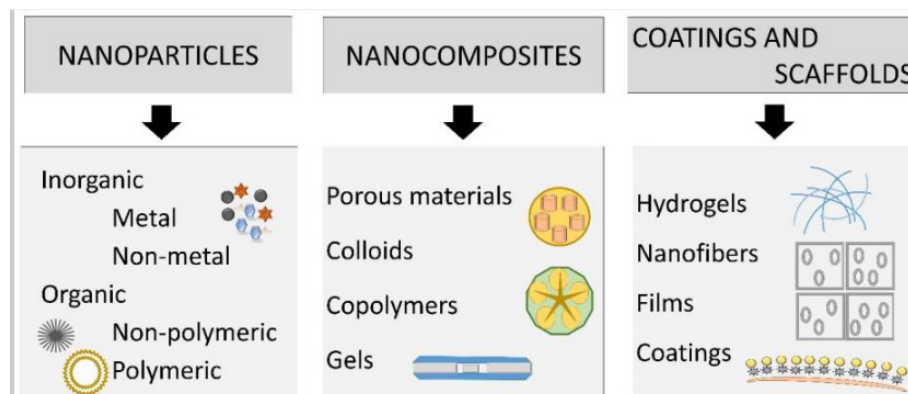 NANOPARTICLES
Inorganic
Metal
Non-metal
Organic
Non-polymeric
Polymeric
NANOCOMPOSITES
Porous materials
Colloids
Copolymers
Gels
COATINGS AND
SCAFFOLDS
Hydrogels
Nanofibers
Films
Coatings